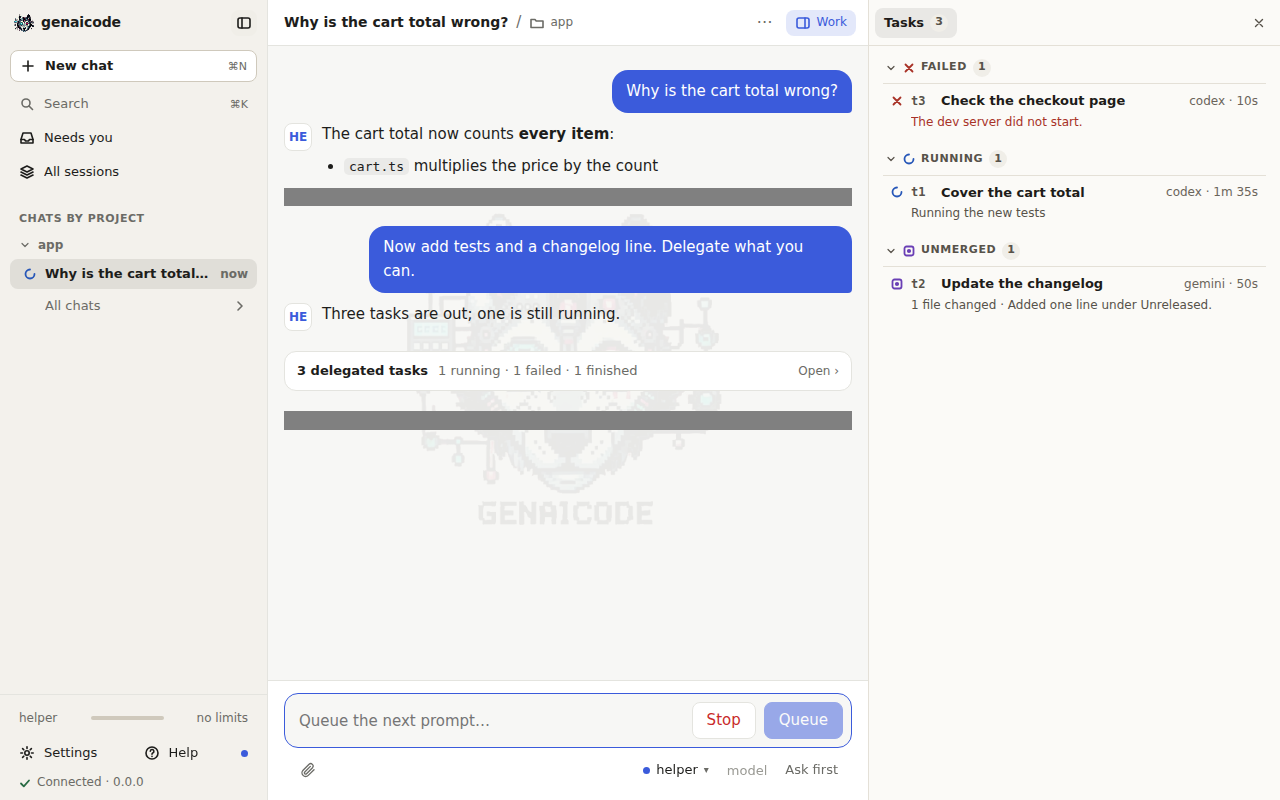 genaicode
New chat ⌘N
Search ⌘K
Needs you
All sessions
CHATS BY PROJECT
app
Why is the cart total... now
All chats
helper no limits
Settings Help
Connected · 0.0.0
Why is the cart total wrong? / app
··· Work
Why is the cart total wrong?
HE The cart total now counts every item:
• cart.ts multiplies the price by the count
Now add tests and a changelog line. Delegate what you
can.
HE Three tasks are out; one is still running.
3 delegated tasks 1 running · 1 failed · 1 finished Open ›
GENAICODE
Queue the next prompt… Stop Queue
helper ▾ model Ask first
Tasks 3
FAILED 1
t3 Check the checkout page codex · 10s
The dev server did not start.
RUNNING 1
t1 Cover the cart total codex · 1m 35s
Running the new tests
UNMERGED 1
t2 Update the changelog gemini · 50s
1 file changed · Added one line under Unreleased.